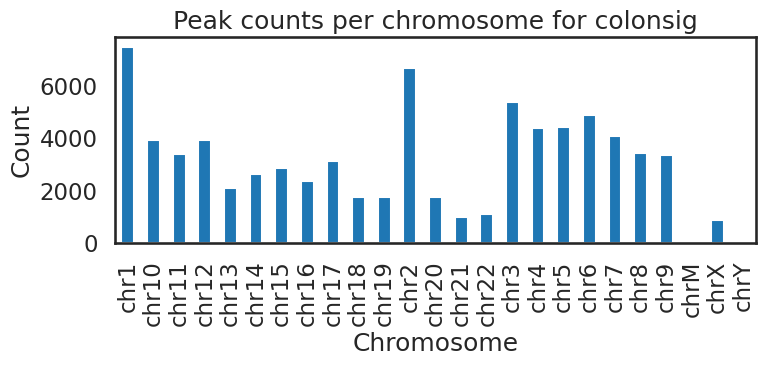 Peak counts per chromosome for colonsig
Count
6000
4000
2000
0
chr1
chr10
chr11
chr12
chr13
chr14
chr15
chr16
chr17
chr18
chr19
chr2
chr20
chr21
chr22
chr3
chr4
chr5
chr6
chr7
chr8
chr9
chrM
chrX
chrY
Chromosome